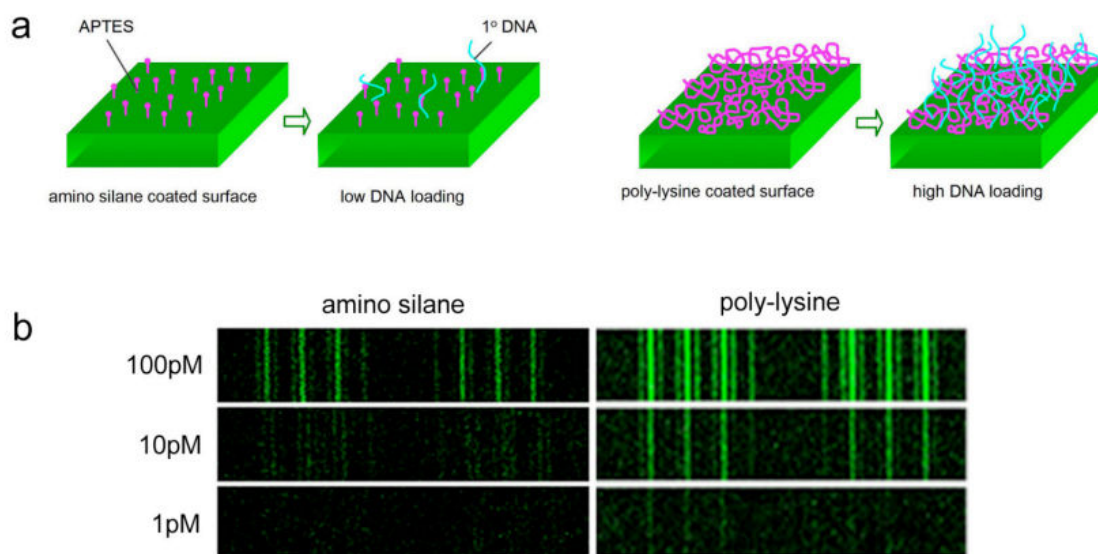 a
APTES
1º DNA
amino silane coated surface
low DNA loading
poly-lysine coated surface
high DNA loading
b
amino silane
poly-lysine
100pM
10pM
1pM